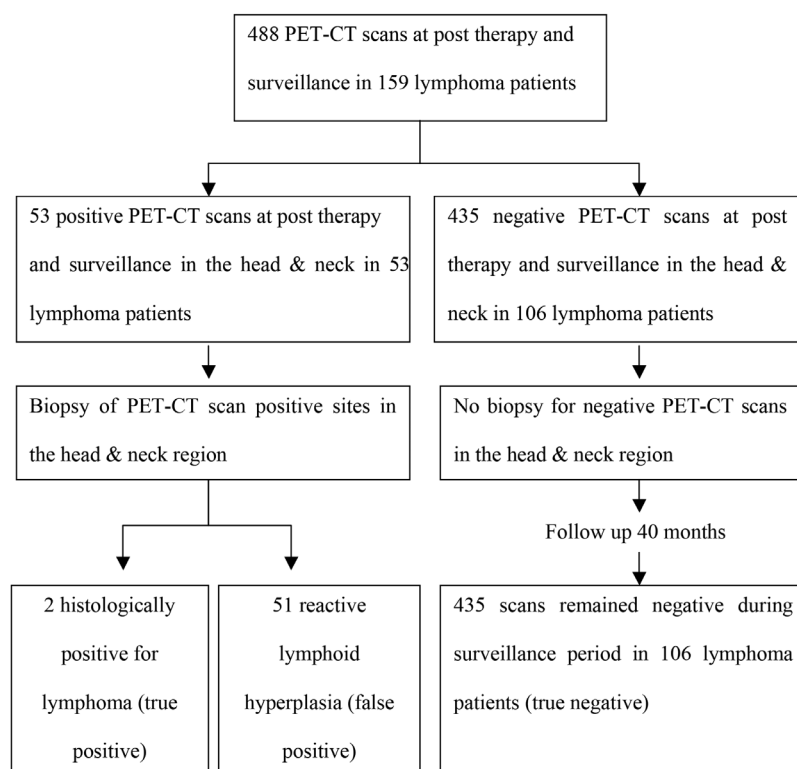 488 PET-CT scans at post therapy and
surveillance in 159 lymphoma patients
53 positive PET-CT scans at post therapy
and surveillance in the head & neck in 53
lymphoma patients
435 negative PET-CT scans at post
therapy and surveillance in the head &
neck in 106 lymphoma patients
Biopsy of PET-CT scan positive sites in
the head & neck region
No biopsy for negative PET-CT scans
in the head & neck region
Follow up 40 months
2 histologically
positive for
lymphoma (true
positive)
51 reactive
lymphoid
hyperplasia (false
positive)
435 scans remained negative during
surveillance period in 106 lymphoma
patients (true negative)